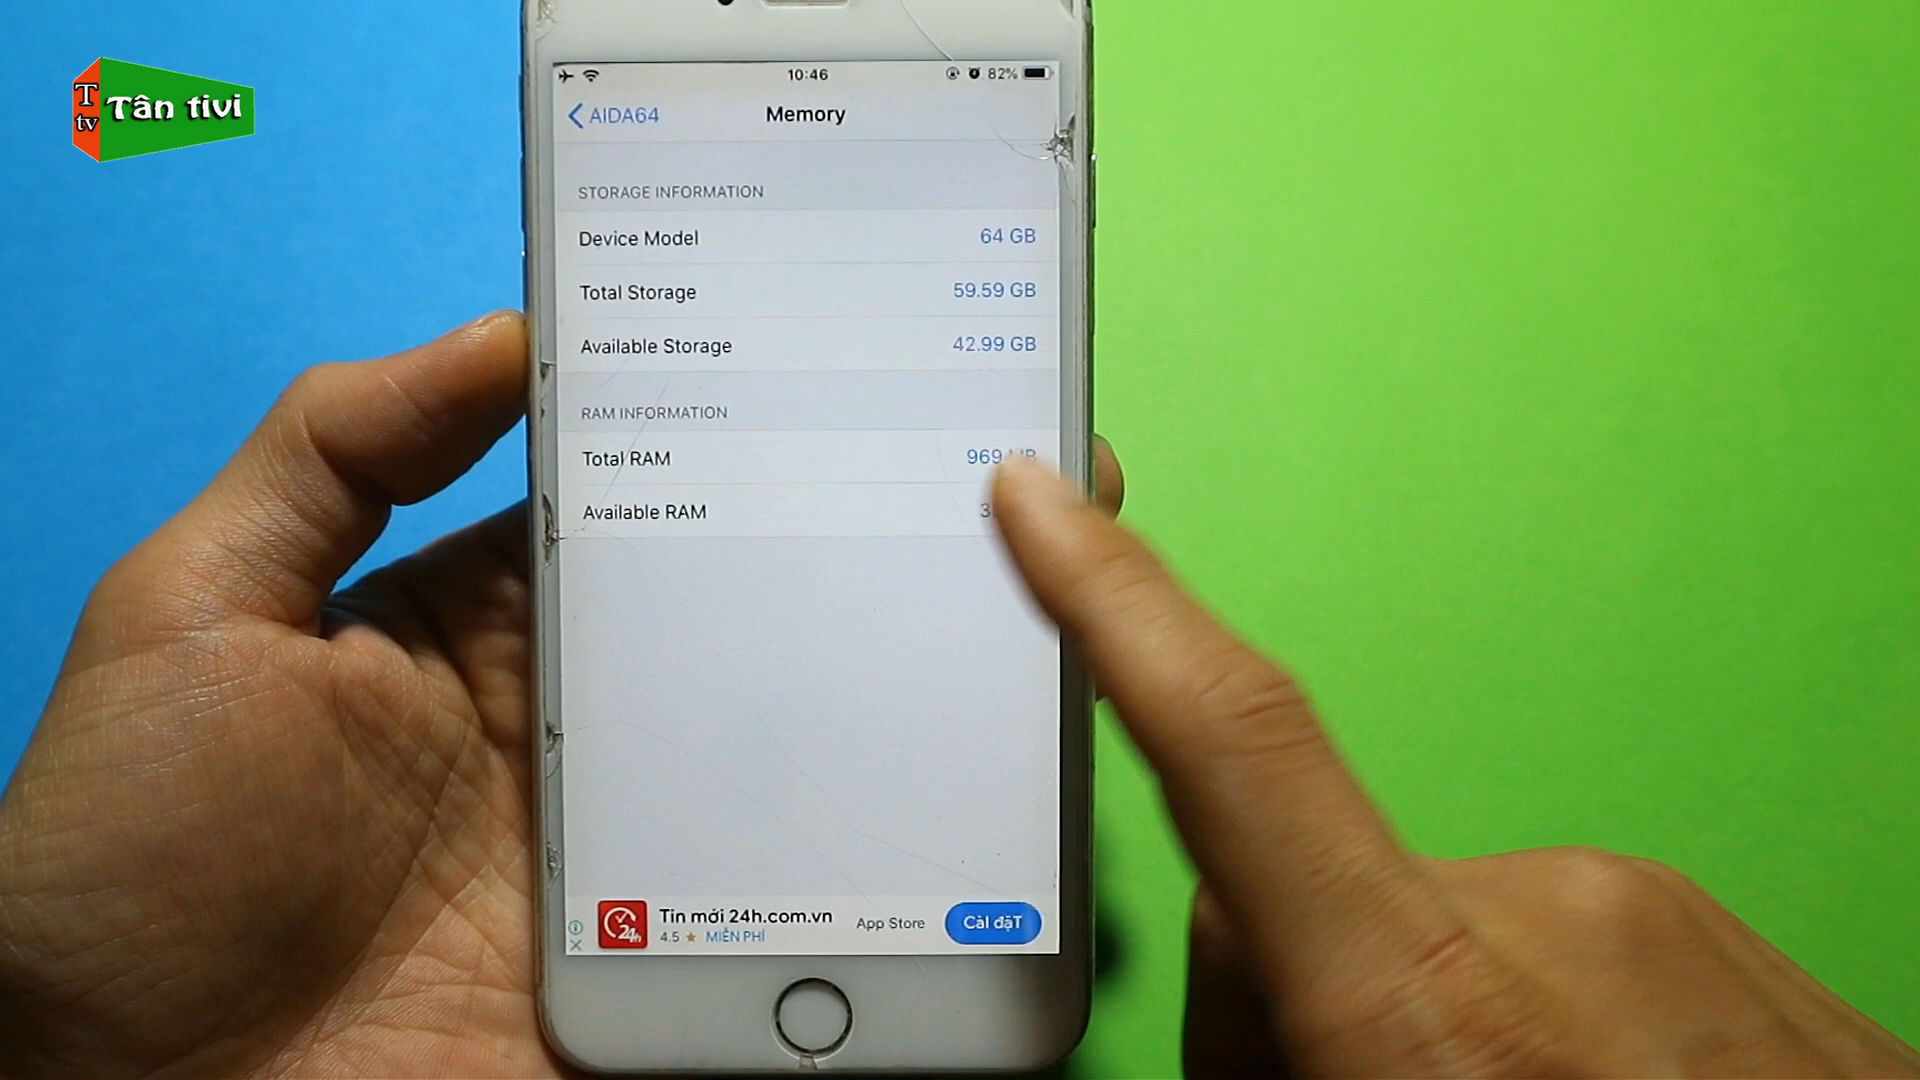 T
tv
Tân tivi
10:46
82%
AIDA64
Memory
STORAGE INFORMATION
Device Model
64 GB
Total Storage
59.59 GB
Available Storage
42.99 GB
RAM INFORMATION
Total RAM
969 MB
Available RAM
Tin mới 24h.com.vn
4.5 ★ MIỄN PHÍ
24h
App Store
Cài đặT